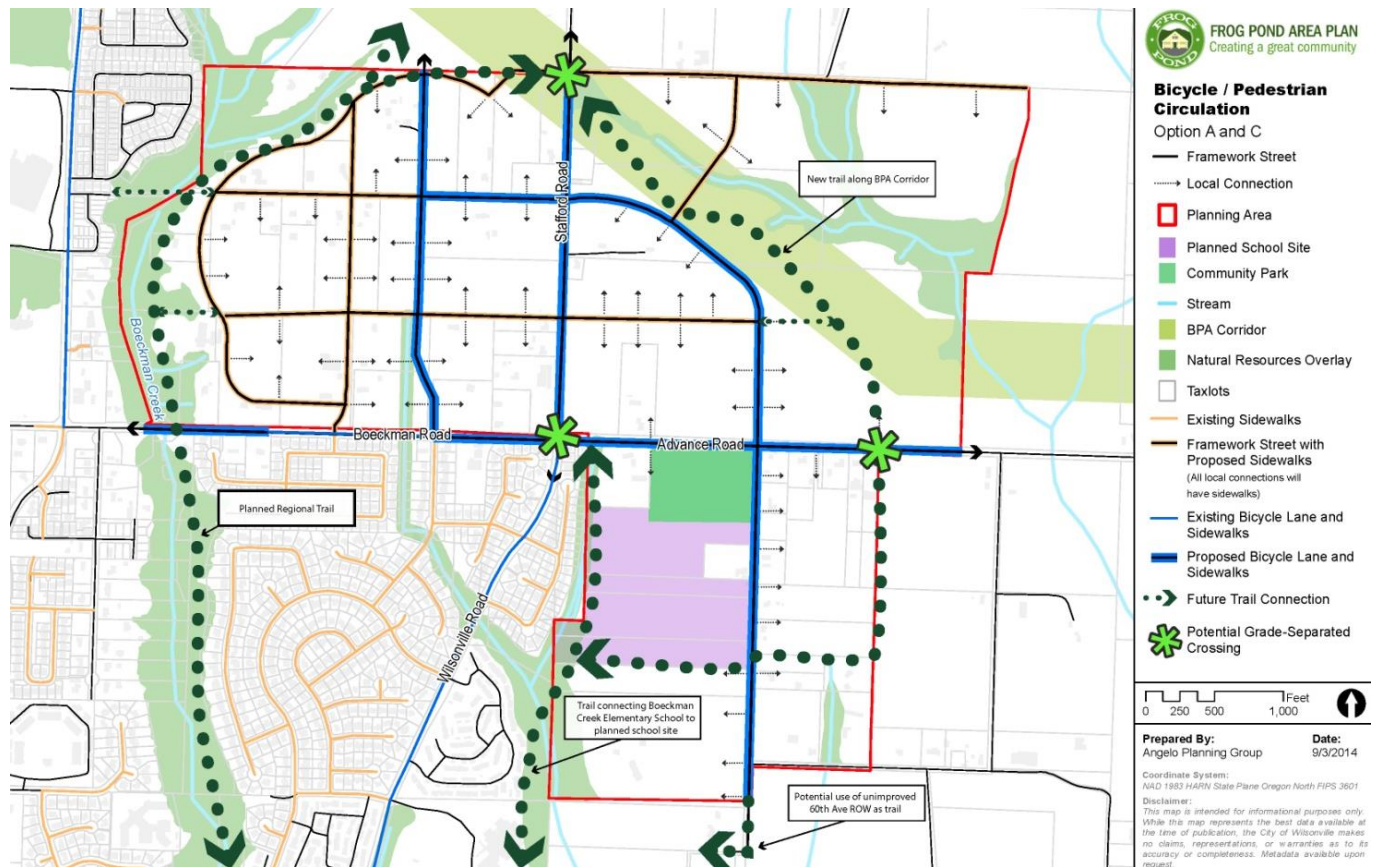 FROG POND
FROG POND AREA PLAN
Creating a great community
Bicycle / Pedestrian
Circulation
Option A and C
Framework Street
Local Connection
Planning Area
Planned School Site
Community Park
Stream
BPA Corridor
Natural Resources Overlay
Taxlots
Existing Sidewalks
Framework Street with
Proposed Sidewalks
(All local connections will
have sidewalks)
Existing Bicycle Lane and
Sidewalks
Proposed Bicycle Lane and
Sidewalks
Future Trail Connection
Potential Grade-Separated
Crossing
Feet
0 250 500 1,000
Prepared By: Date:
Angelo Planning Group 9/3/2014
Coordinate System:
NAD 1983 HARN State Plane Oregon North FIPS 3601
Disclaimer:
This map is intended for informational purposes only.
While this map represents the best data available at
the time of publication, the City of Wilsonville makes
no claims, representations, or warranties as to its
accuracy or completeness. Metadata available upon
request.
New trail along BPA Corridor
Stafford Road
Boeckman Creek
Boeckman Road
Advance Road
Planned Regional Trail
Wilsonville Road
Trail connecting Boeckman
Creek Elementary School to
planned school site
Potential use of unimproved
60th Ave ROW as trail